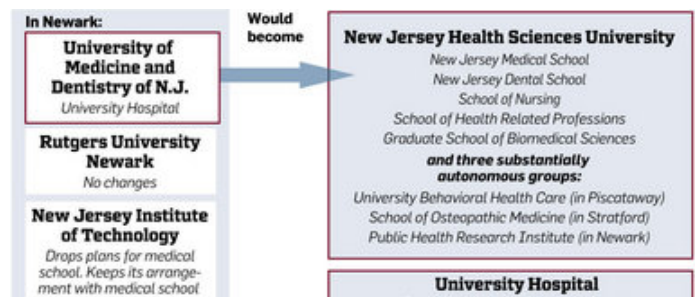 In Newark:
University of
Medicine and
Dentistry of N.J.
University Hospital
Rutgers University
Newark
No changes
New Jersey Institute
of Technology
Drops plans for medical
school. Keeps its arrange-
ment with medical school
Would
become
New Jersey Health Sciences University
New Jersey Medical School
New Jersey Dental School
School of Nursing
School of Health Related Professions
Graduate School of Biomedical Sciences
and three substantially
autonomous groups:
University Behavioral Health Care (in Piscataway)
School of Osteopathic Medicine (in Stratford)
Public Health Research Institute (in Newark)
University Hospital